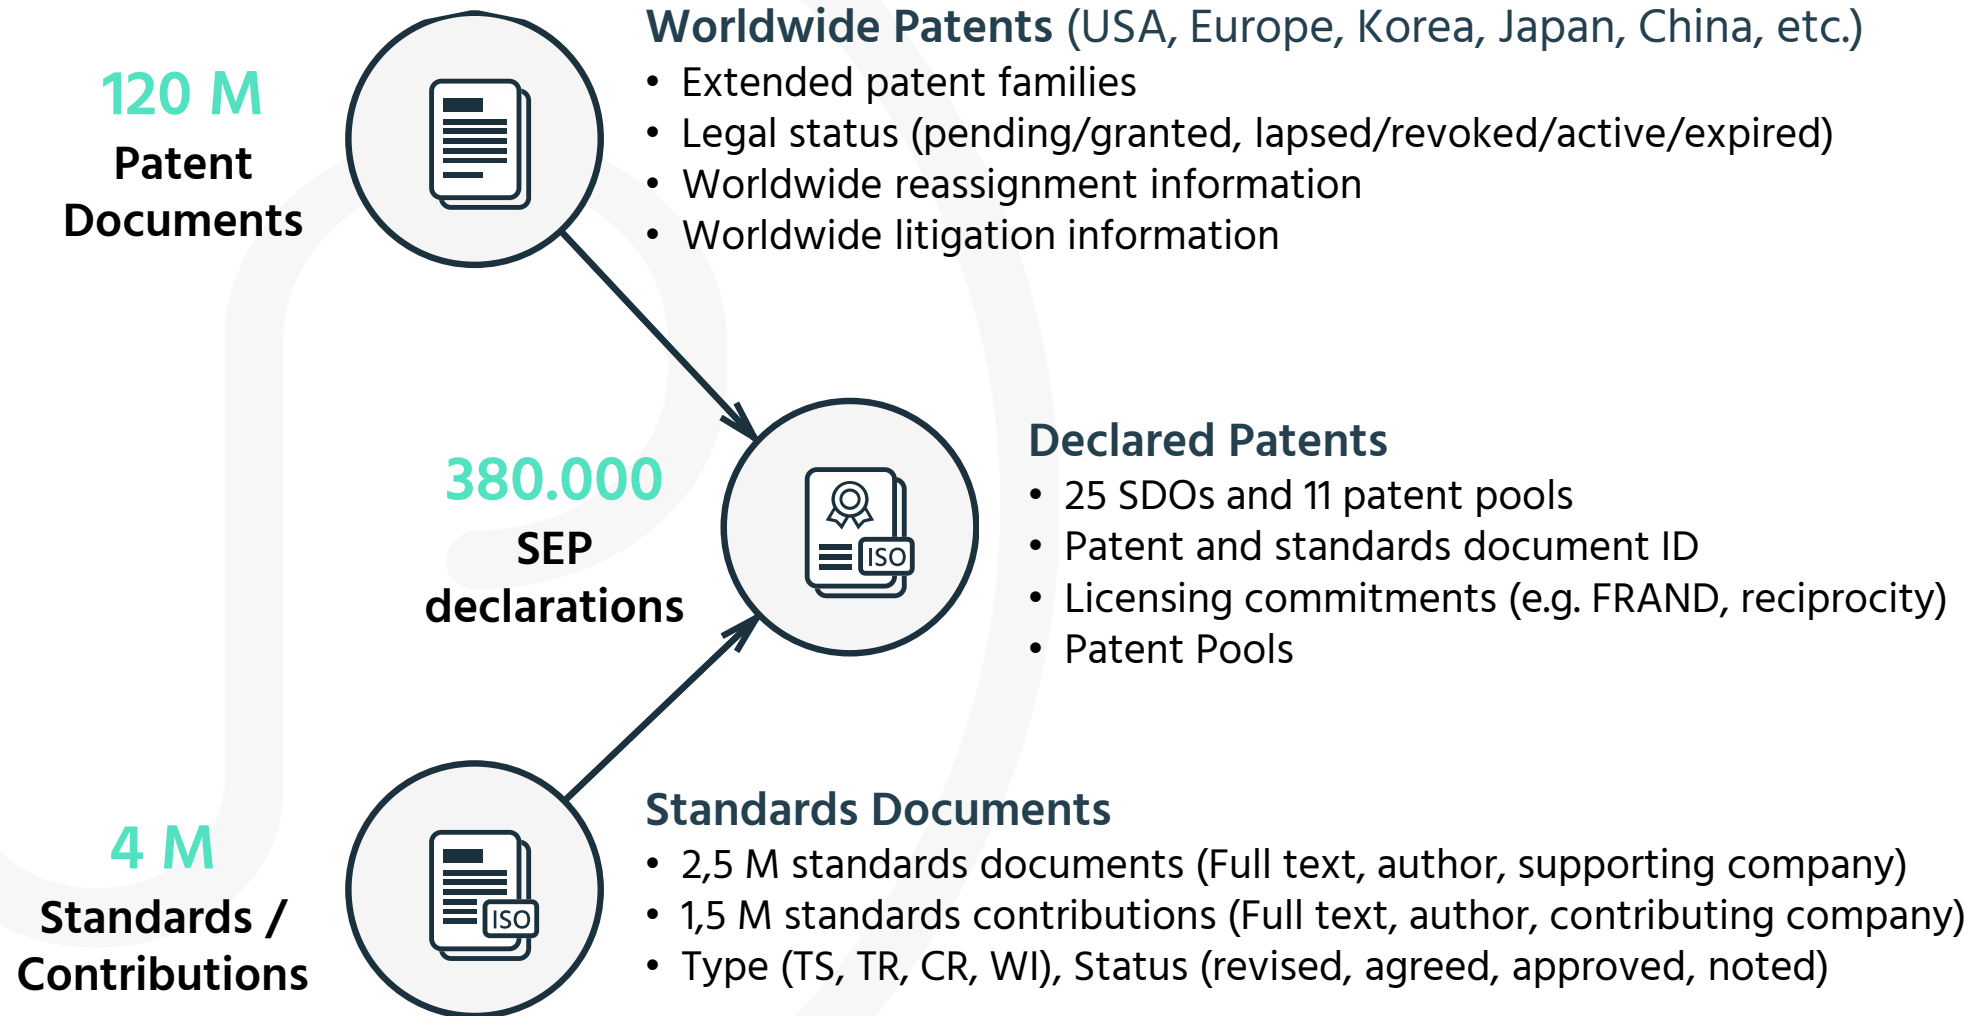 120 M
Patent
Documents
Worldwide Patents (USA, Europe, Korea, Japan, China, etc.)
• Extended patent families
• Legal status (pending/granted, lapsed/revoked/active/expired)
• Worldwide reassignment information
• Worldwide litigation information
380.000
SEP
declarations
ISO
Declared Patents
• 25 SDOs and 11 patent pools
• Patent and standards document ID
• Licensing commitments (e.g. FRAND, reciprocity)
• Patent Pools
4 M
Standards /
Contributions
ISO
Standards Documents
• 2,5 M standards documents (Full text, author, supporting company)
• 1,5 M standards contributions (Full text, author, contributing company)
• Type (TS, TR, CR, WI), Status (revised, agreed, approved, noted)